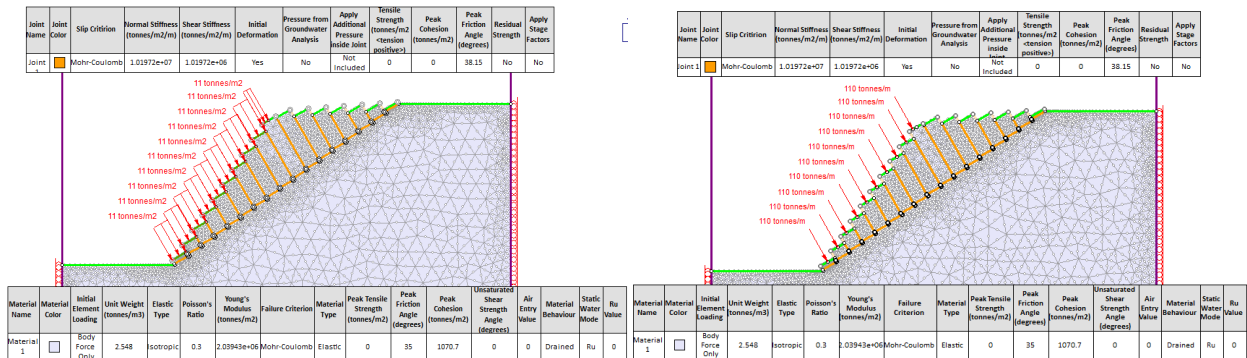 Joint Name Joint Color Slip Critirion Normal Stiffness (tonnes/m2/m) Shear Stiffness (tonnes/m2/m) Initial Deformation Pressure from Groundwater Analysis Apply Additional Pressure inside Joint Tensile Strength (tonnes/m2 <tension positive>) Peak Cohesion (tonnes/m2) Peak Friction Angle (degrees) Residual Strength Apply Stage Factors
Joint 1 Mohr-Coulomb 1.01972e+07 1.01972e+06 Yes No Not Included 0 0 38.15 No No
11 tonnes/m2
11 tonnes/m2
11 tonnes/m2
11 tonnes/m2
11 tonnes/m2
11 tonnes/m2
11 tonnes/m2
11 tonnes/m2
11 tonnes/m2
11 tonnes/m2
Material Name Material Color Initial Element Loading Unit Weight (tonnes/m3) Elastic Type Poisson's Ratio Young's Modulus (tonnes/m2) Failure Criterion Material Type Peak Tensile Strength (tonnes/m2) Peak Friction Angle (degrees) Peak Cohesion (tonnes/m2) Unsaturated Shear Strength Angle (degrees) Air Entry Value Material Behaviour Static Water Mode Ru Value
Material 1 Body Force Only 2.548 Isotropic 0.3 2.03943e+06 Mohr-Coulomb Elastic 0 35 1070.7 0 0 Drained Ru 0
Joint Name Joint Color Slip Critirion Normal Stiffness (tonnes/m2/m) Shear Stiffness (tonnes/m2/m) Initial Deformation Pressure from Groundwater Analysis Apply Additional Pressure inside Joint Tensile Strength (tonnes/m2 <tension positive>) Peak Cohesion (tonnes/m2) Peak Friction Angle (degrees) Residual Strength Apply Stage Factors
Joint 1 Mohr-Coulomb 1.01972e+07 1.01972e+06 Yes No Not Included 0 0 38.15 No No
110 tonnes/m
110 tonnes/m
110 tonnes/m
110 tonnes/m
110 tonnes/m
110 tonnes/m
110 tonnes/m
110 tonnes/m
110 tonnes/m
110 tonnes/m
Material Name Material Color Initial Element Loading Unit Weight (tonnes/m3) Elastic Type Poisson's Ratio Young's Modulus (tonnes/m2) Failure Criterion Material Type Peak Tensile Strength (tonnes/m2) Peak Friction Angle (degrees) Peak Cohesion (tonnes/m2) Unsaturated Shear Strength Angle (degrees) Air Entry Value Material Behaviour Static Water Mode Ru Value
Material 1 Body Force Only 2.548 Isotropic 0.3 2.03943e+06 Mohr-Coulomb Elastic 0 35 1070.7 0 0 Drained Ru 0